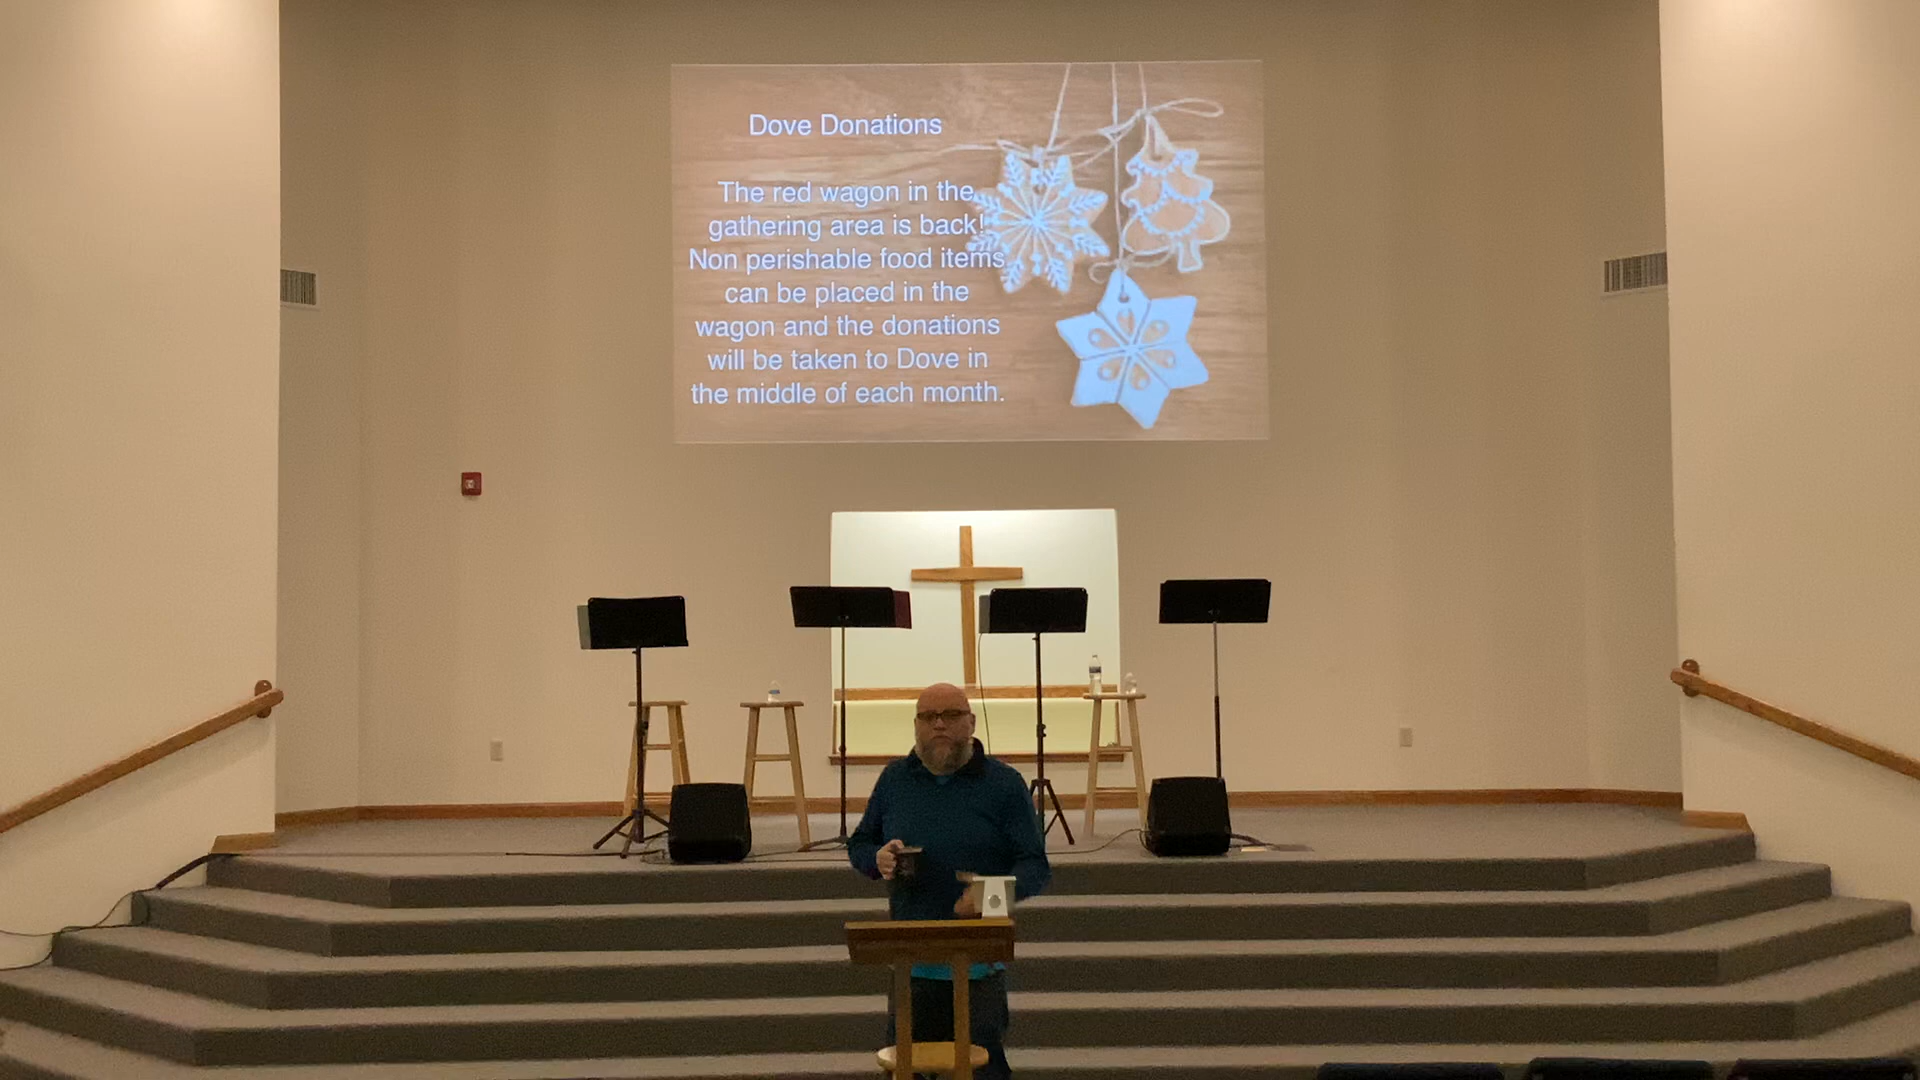 Dove Donations
The red wagon in the
gathering area is back!
Non perishable food items
can be placed in the
wagon and the donations
will be taken to Dove in
the middle of each month.